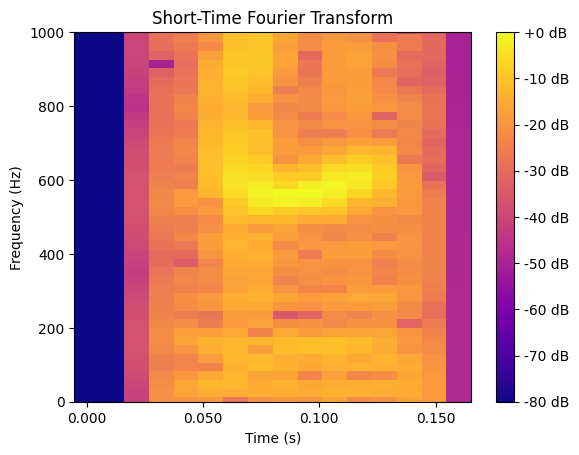 Short-Time Fourier Transform
1000
800
600
400
200
0
Frequency (Hz)
0.000
0.050
0.100
0.150
Time (s)
+0 dB
-10 dB
-20 dB
-30 dB
-40 dB
-50 dB
-60 dB
-70 dB
-80 dB